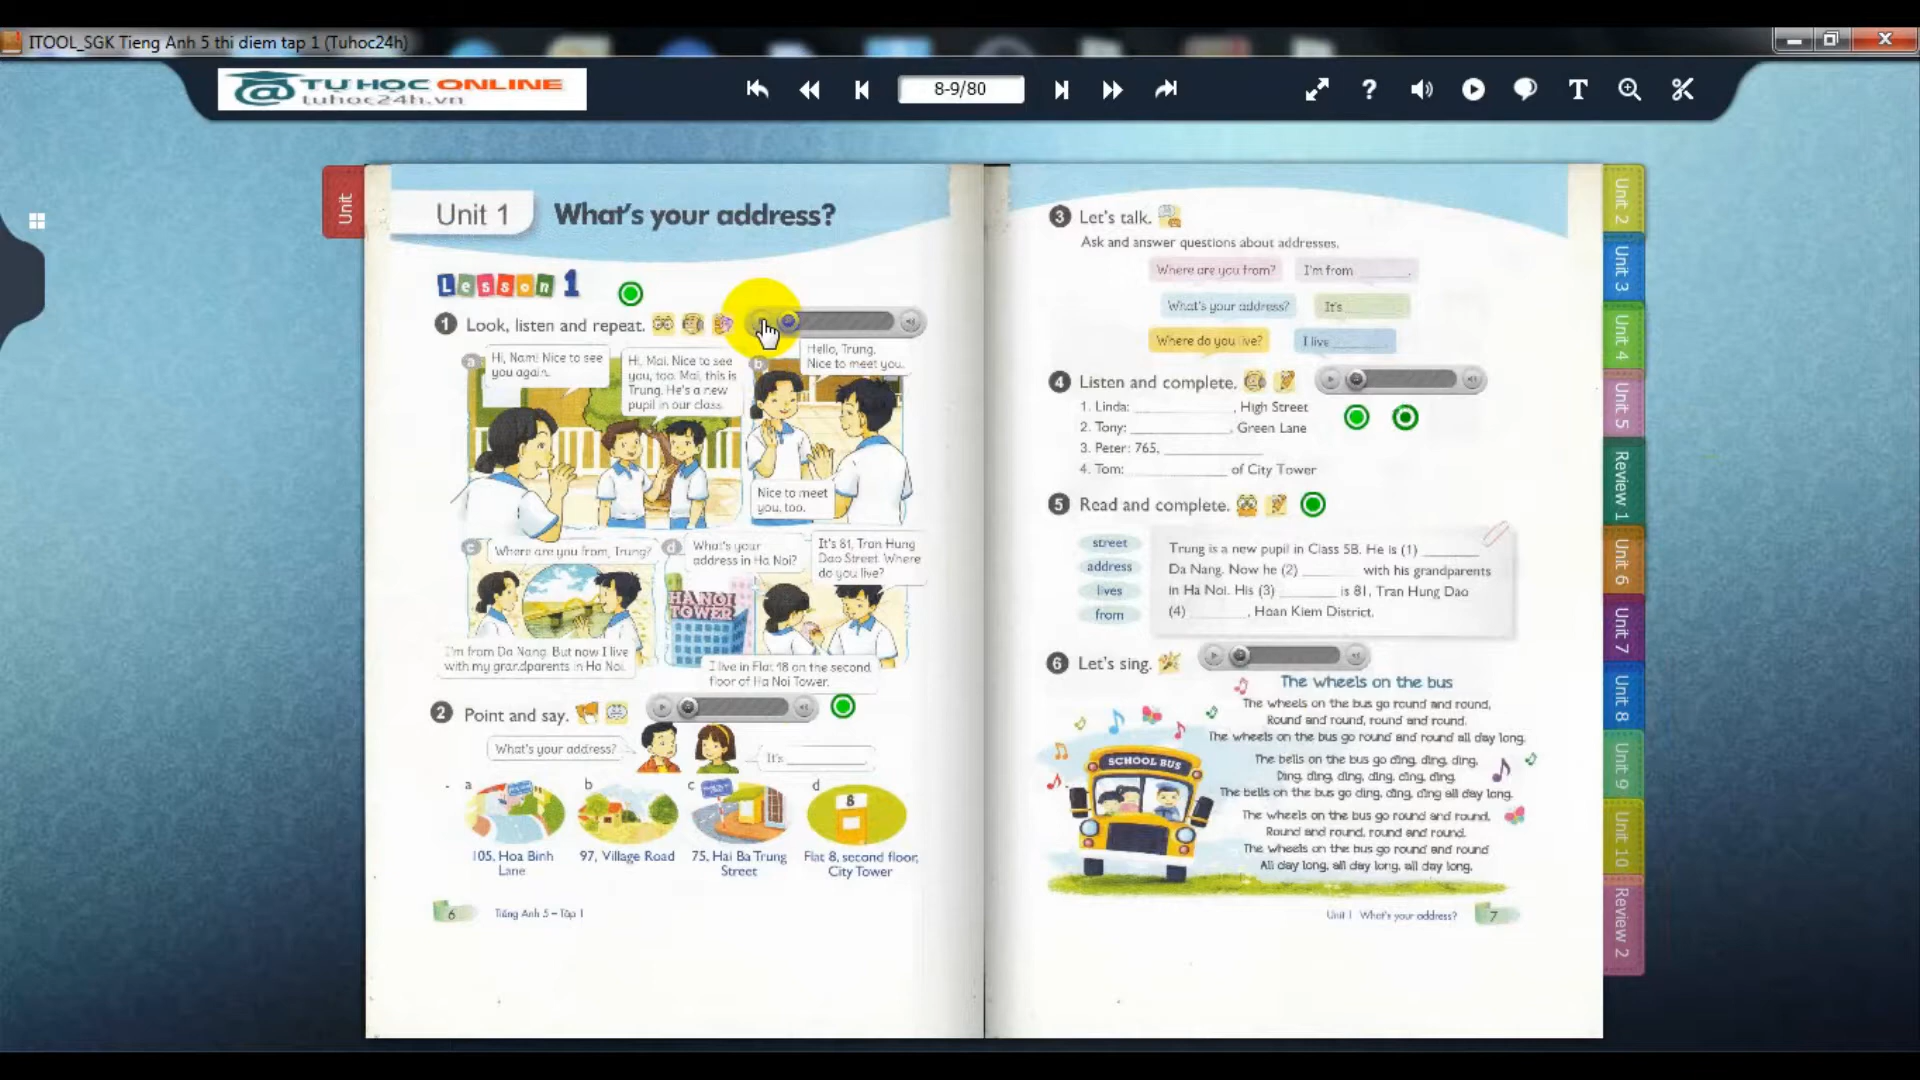 ITOOL_SGK Tieng Anh 5 thi diem tap 1 (Tuhoc24h)
TỰ HỌC ONLINE
tuhoc24h.vn
8-9/80
Unit
Unit 1
What's your address?
Lesson 1
1 Look, listen and repeat.
a
Hi, Nam! Nice to see
you again.
Hi, Mai. Nice to see
you, too. Mai, this is
Trung. He's a new
pupil in our class.
b
Hello, Trung.
Nice to meet you.
Nice to meet
you, too.
c
Where are you from, Trung?
I'm from Da Nang. But now I live
with my grandparents in Ha Noi.
d
What's your
address in Ha Noi?
It's 81, Tran Hung
Dao Street. Where
do you live?
HANOI
TOWER
I live in Flat 18 on the second
floor of Ha Noi Tower.
2 Point and say.
What's your address?
It's ________
a
b
c
d
8
105, Hoa Binh
Lane
97, Village Road
75, Hai Ba Trung
Street
Flat 8, second floor,
City Tower
6
Tiếng Anh 5 – Tập 1
3 Let's talk.
Ask and answer questions about addresses.
Where are you from?
I'm from ______.
What's your address?
It's ______
Where do you live?
I live ______
4 Listen and complete.
1. Linda: ____________, High Street
2. Tony: ____________, Green Lane
3. Peter: 765, ____________
4. Tom: ____________ of City Tower
5 Read and complete.
street
address
lives
from
Trung is a new pupil in Class 5B. He is (1) _______
Da Nang. Now he (2) _______ with his grandparents
in Ha Noi. His (3) _______ is 81, Tran Hung Dao
(4) _______, Hoan Kiem District.
6 Let's sing.
The wheels on the bus
The wheels on the bus go round and round,
Round and round, round and round.
The wheels on the bus go round and round all day long.
The bells on the bus go ding, ding, ding,
Ding, ding, ding, ding, ding, ding.
The bells on the bus go ding, ding, ding all day long.
The wheels on the bus go round and round,
Round and round, round and round.
The wheels on the bus go round and round
All day long, all day long, all day long.
SCHOOL BUS
Unit 1 What's your address?
7
Unit 2
Unit 3
Unit 4
Unit 5
Review 1
Unit 6
Unit 7
Unit 8
Unit 9
Unit 10
Review 2